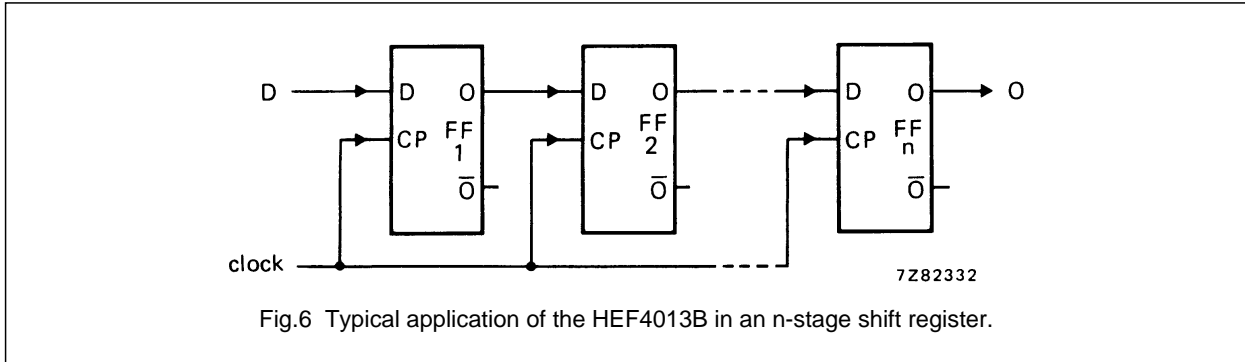 D D O D O D O O
CP FF 1 CP FF 2 CP FF n
O̅ O̅ O̅
clock
7Z82332
Fig.6 Typical application of the HEF4013B in an n-stage shift register.